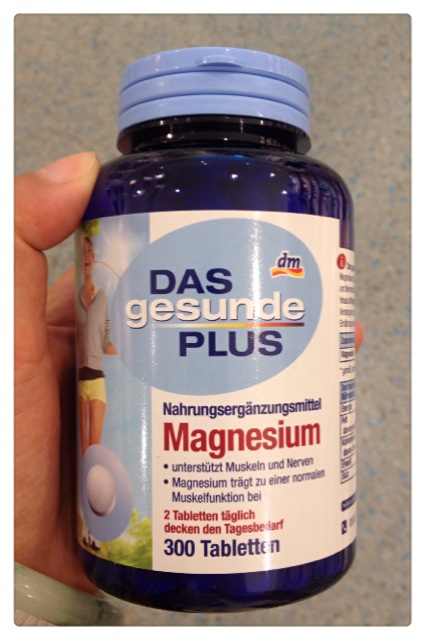 dm
DAS
gesunde
PLUS
Nahrungsergänzungsmittel
Magnesium
• unterstützt Muskeln und Nerven
• Magnesium trägt zu einer normalen
Muskelfunktion bei
2 Tabletten täglich
decken den Tagesbedarf
300 Tabletten